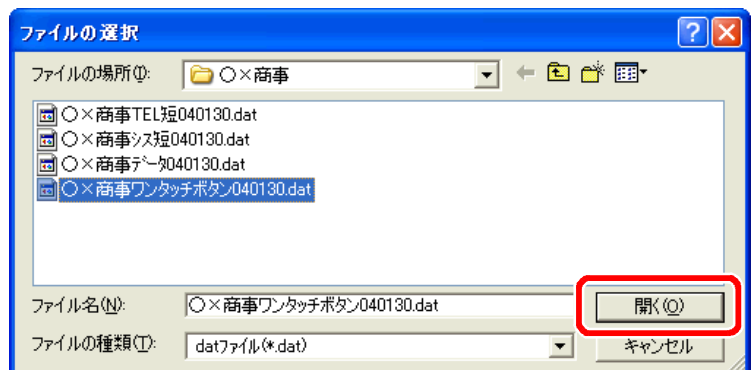 ファイルの選択
ファイルの場所(I):
〇×商事
〇×商事TEL短040130.dat
〇×商事ｼｽ短040130.dat
〇×商事ﾃﾞｰﾀ040130.dat
〇×商事ワンタッチボタン040130.dat
ファイル名(N):
〇×商事ワンタッチボタン040130.dat
開く(O)
ファイルの種類(T):
datファイル(*.dat)
キャンセル